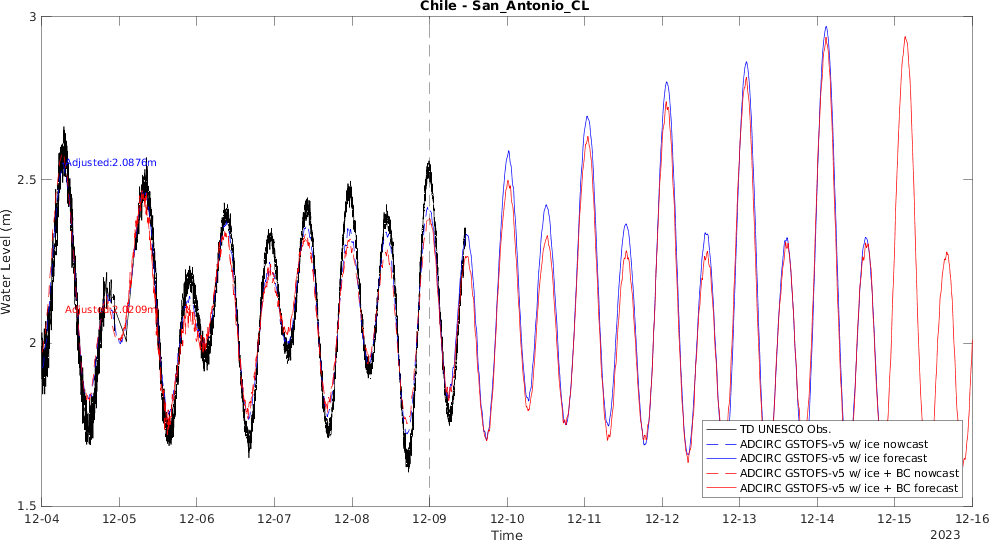 Chile - San_Antonio_CL
3
2.5
2
1.5
Water Level (m)
Adjusted:2.0876m
Adjusted:2.0209m
TD UNESCO Obs.
ADCIRC GSTOFS-v5 w/ ice nowcast
ADCIRC GSTOFS-v5 w/ ice forecast
ADCIRC GSTOFS-v5 w/ ice + BC nowcast
ADCIRC GSTOFS-v5 w/ ice + BC forecast
12-04 12-05 12-06 12-07 12-08 12-09 12-10 12-11 12-12 12-13 12-14 12-15 12-16
Time
2023